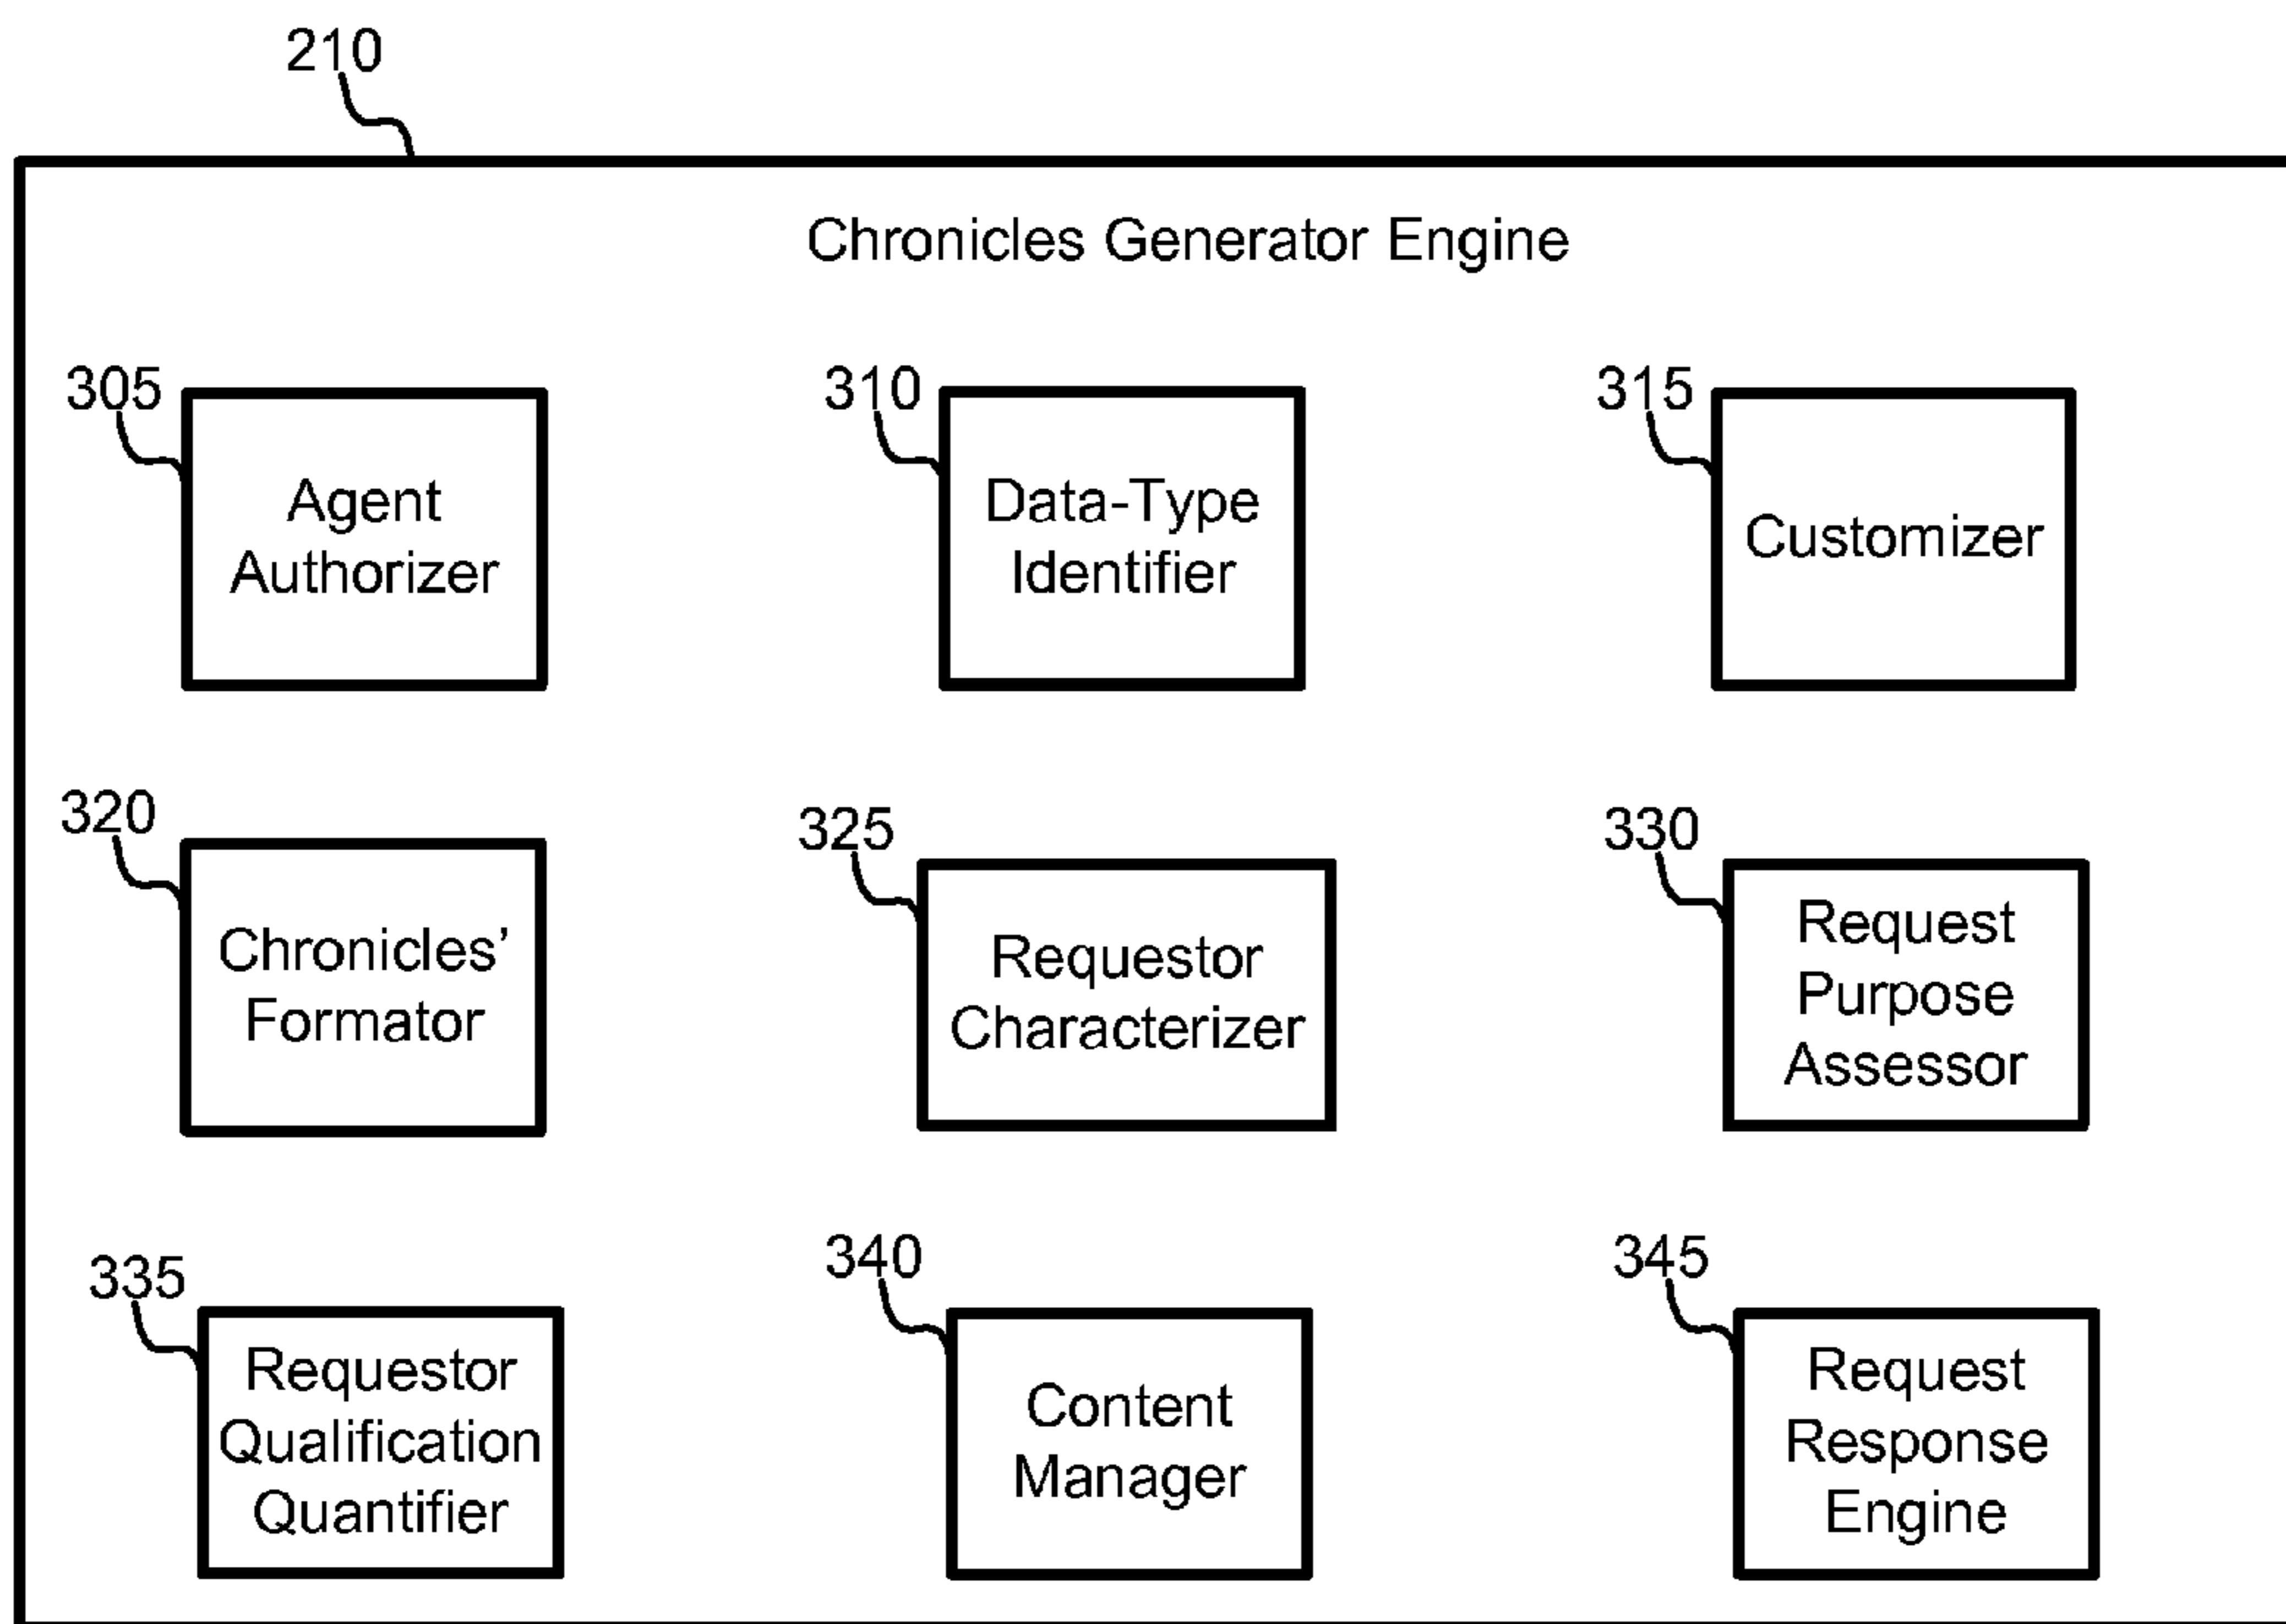 210
Chronicles Generator Engine
305
Agent
Authorizer
310
Data-Type
Identifier
315
Customizer
320
Chronicles’
Formator
325
Requestor
Characterizer
330
Request
Purpose
Assessor
335
Requestor
Qualification
Quantifier
340
Content
Manager
345
Request
Response
Engine